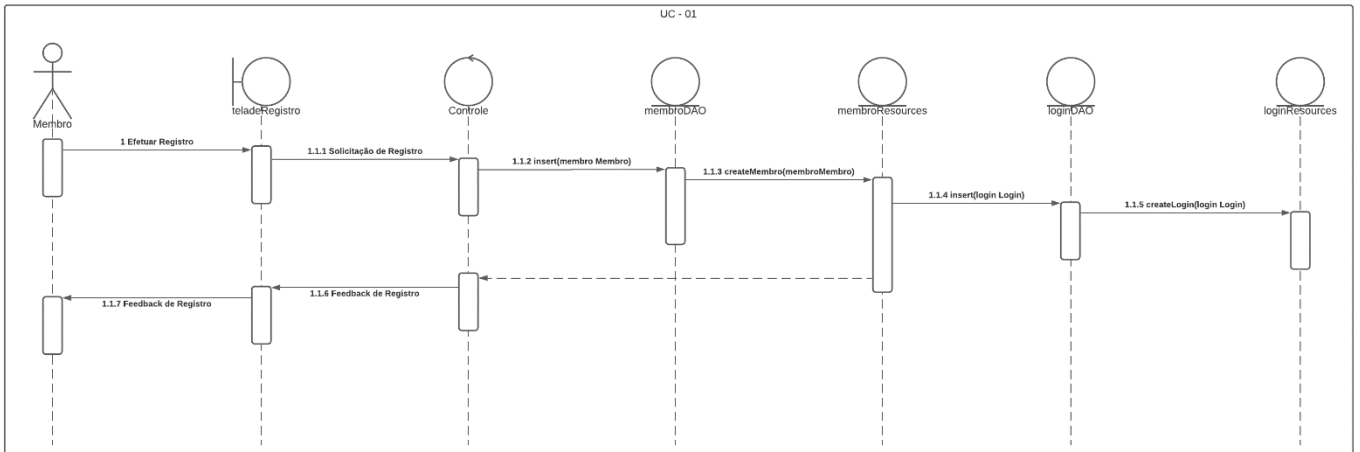 UC - 01
Membro
teladeRegistro
Controle
membroDAO
membroResources
loginDAO
loginResources
1 Efetuar Registro
1.1.1 Solicitação de Registro
1.1.2 insert(membro Membro)
1.1.3 createMembro(membroMembro)
1.1.4 insert(login Login)
1.1.5 createLogin(login Login)
1.1.6 Feedback de Registro
1.1.7 Feedback de Registro